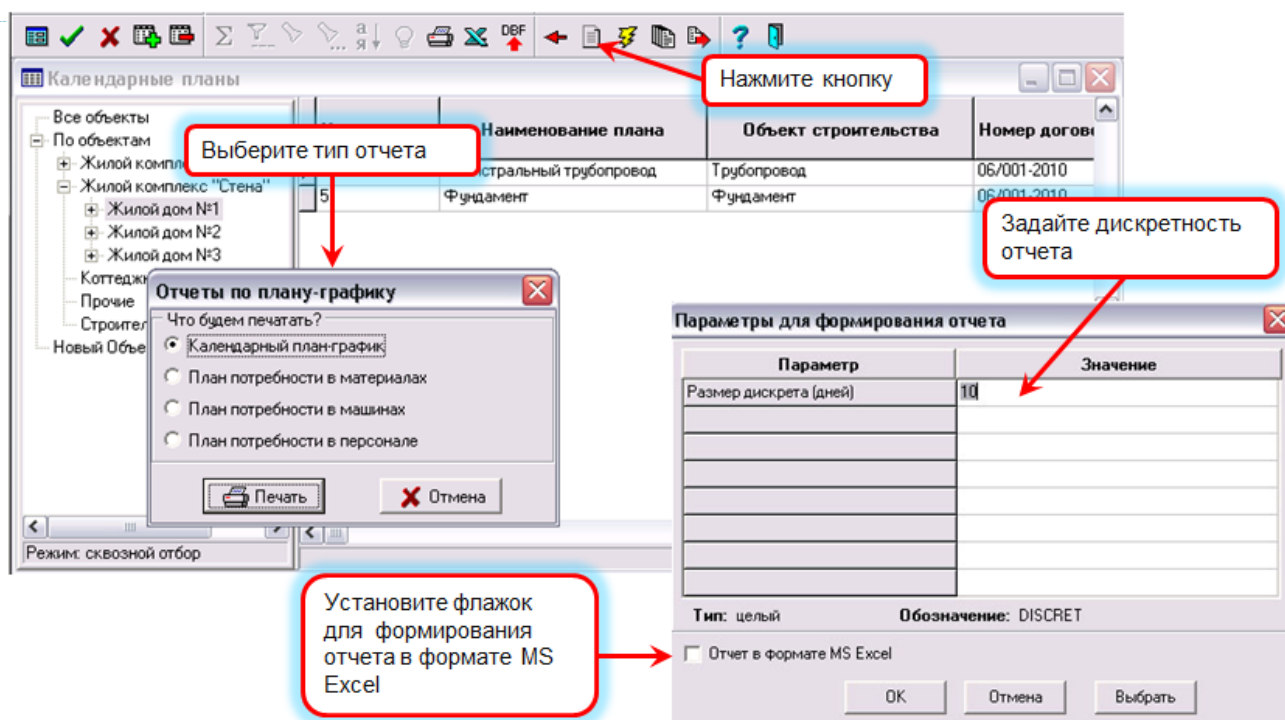 DBF
Нажмите кнопку
Календарные планы
Все объекты
По объектам
Жилой
Жилой комплекс "Стена"
Жилой дом №1
Жилой дом №2
Жилой дом №3
Прочие
Новый
Выберите тип отчета
Наименование плана
Объект строительства
Номер
трубопровод
Трубопровод
06/001-2010
5
Фундамент
Фундамент
06/001-2010
Задайте дискретность
отчета
Отчеты по плану-графику
Что будем печатать?
Календарный план-график
План потребности в материалах
План потребности в машинах
План потребности в персонале
Печать
Отмена
Режим: сквозной отбор
Параметры для формирования отчета
Параметр
Значение
Размер дискрета (дней)
10
Тип: целый
Обозначение: DISCRET
Отчет в формате MS Excel
OK
Отмена
Выбрать
Установите флажок
для формирования
отчета в формате MS
Excel